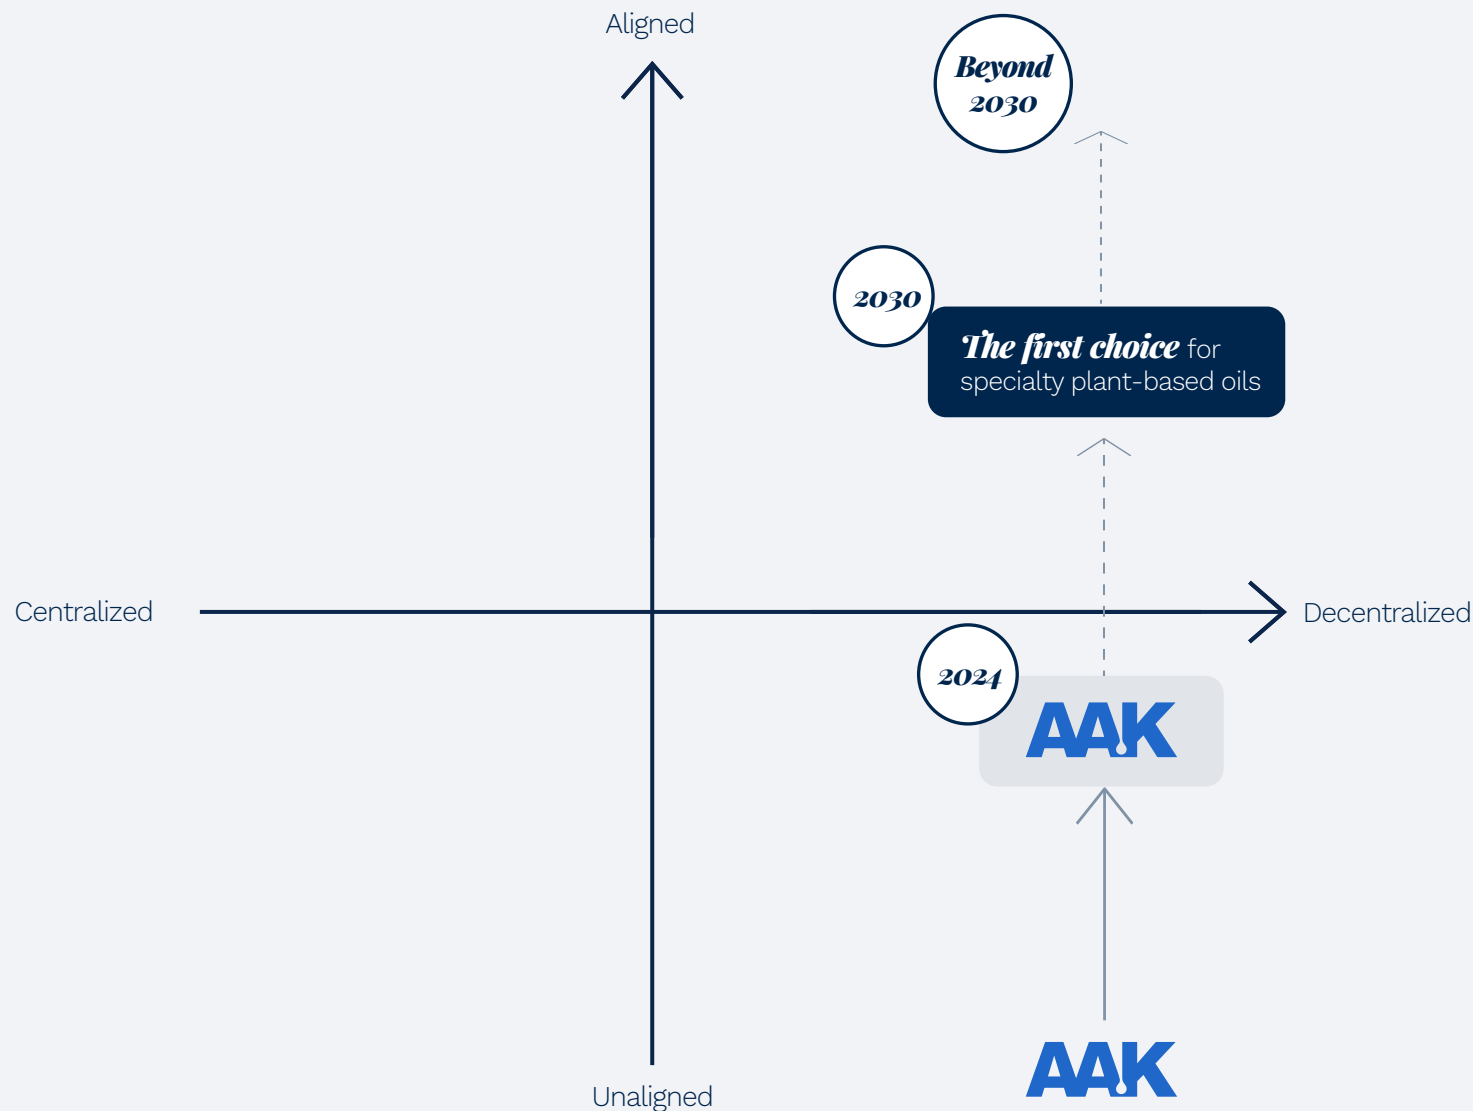 Aligned
Beyond
2030
2030
The first choice for
specialty plant-based oils
Centralized
Decentralized
2024
AAK
AAK
Unaligned